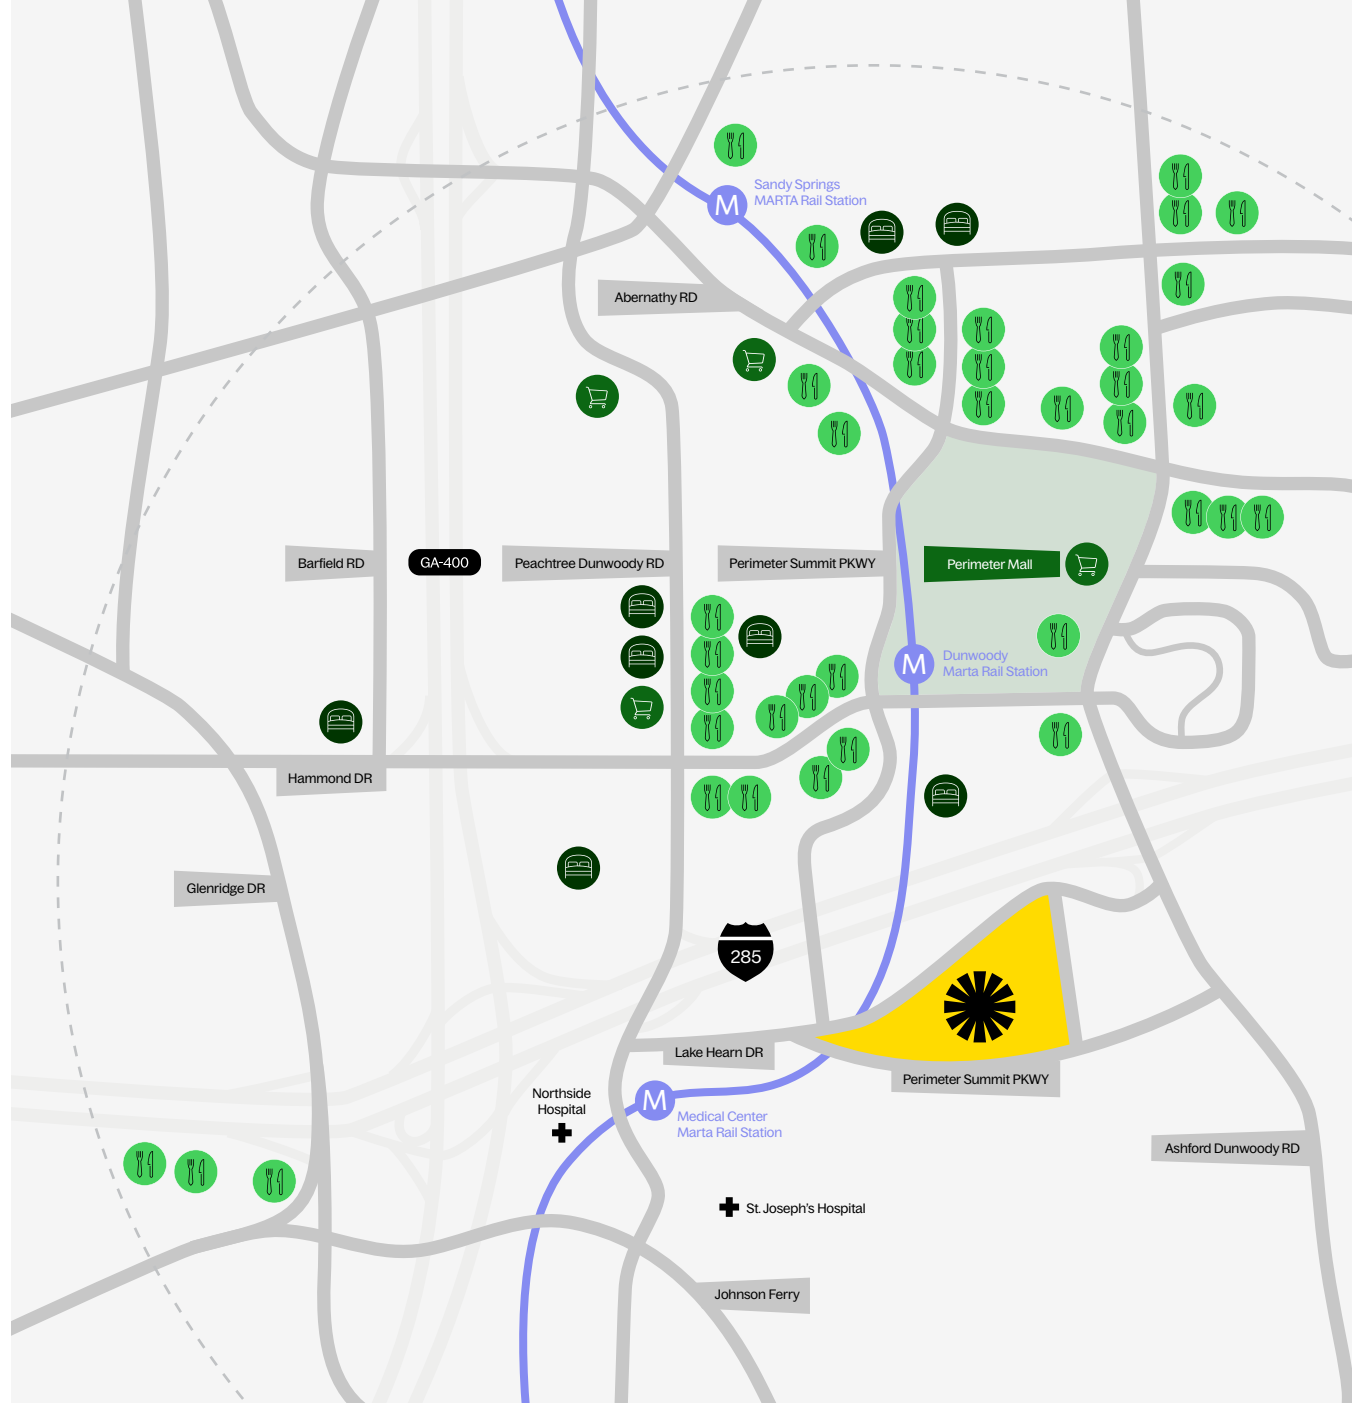 Sandy Springs
MARTA Rail Station
Abernathy RD
Barfield RD
GA-400
Peachtree Dunwoody RD
Perimeter Summit PKWY
Perimeter Mall
M
M
Dunwoody
Marta Rail Station
Hammond DR
Glenridge DR
285
Lake Hearn DR
Perimeter Summit PKWY
Northside
Hospital
M
Medical Center
Marta Rail Station
Ashford Dunwoody RD
St. Joseph's Hospital
Johnson Ferry